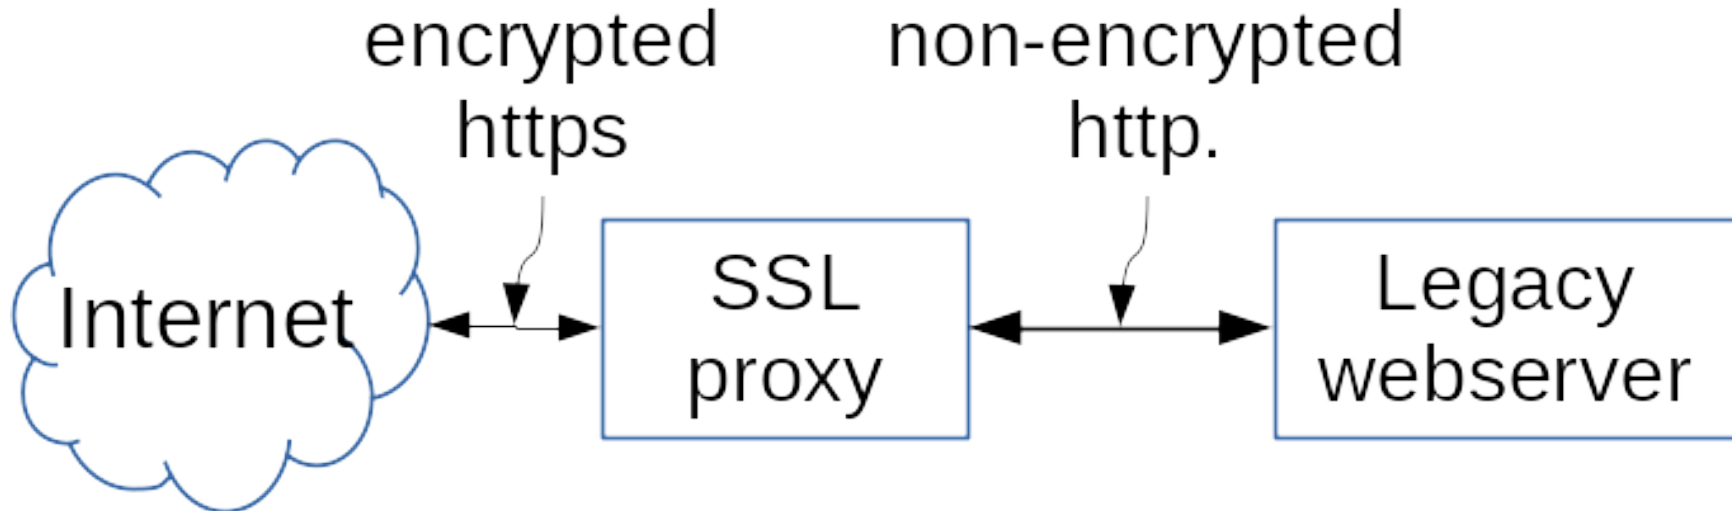 encrypted
https
non-encrypted
http.
Internet
SSL
proxy
Legacy
webserver